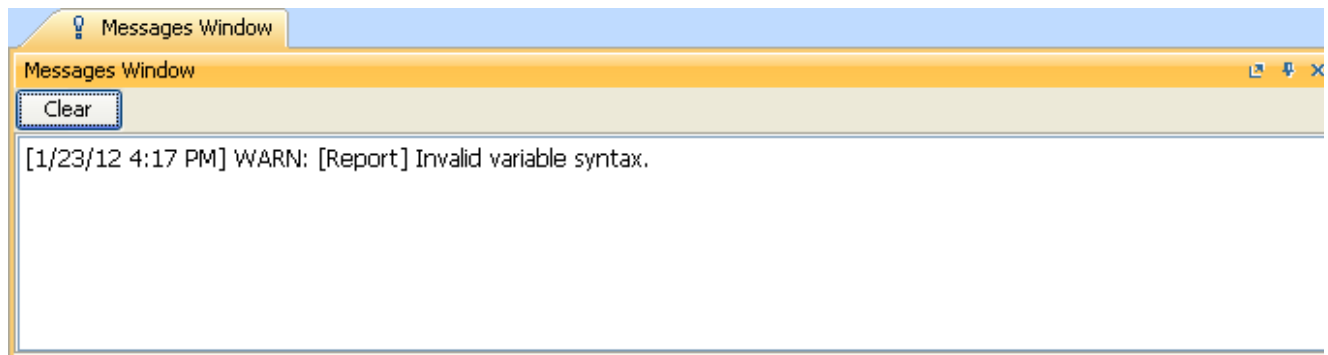 Messages Window
Messages Window
Clear
[1/23/12 4:17 PM] WARN: [Report] Invalid variable syntax.